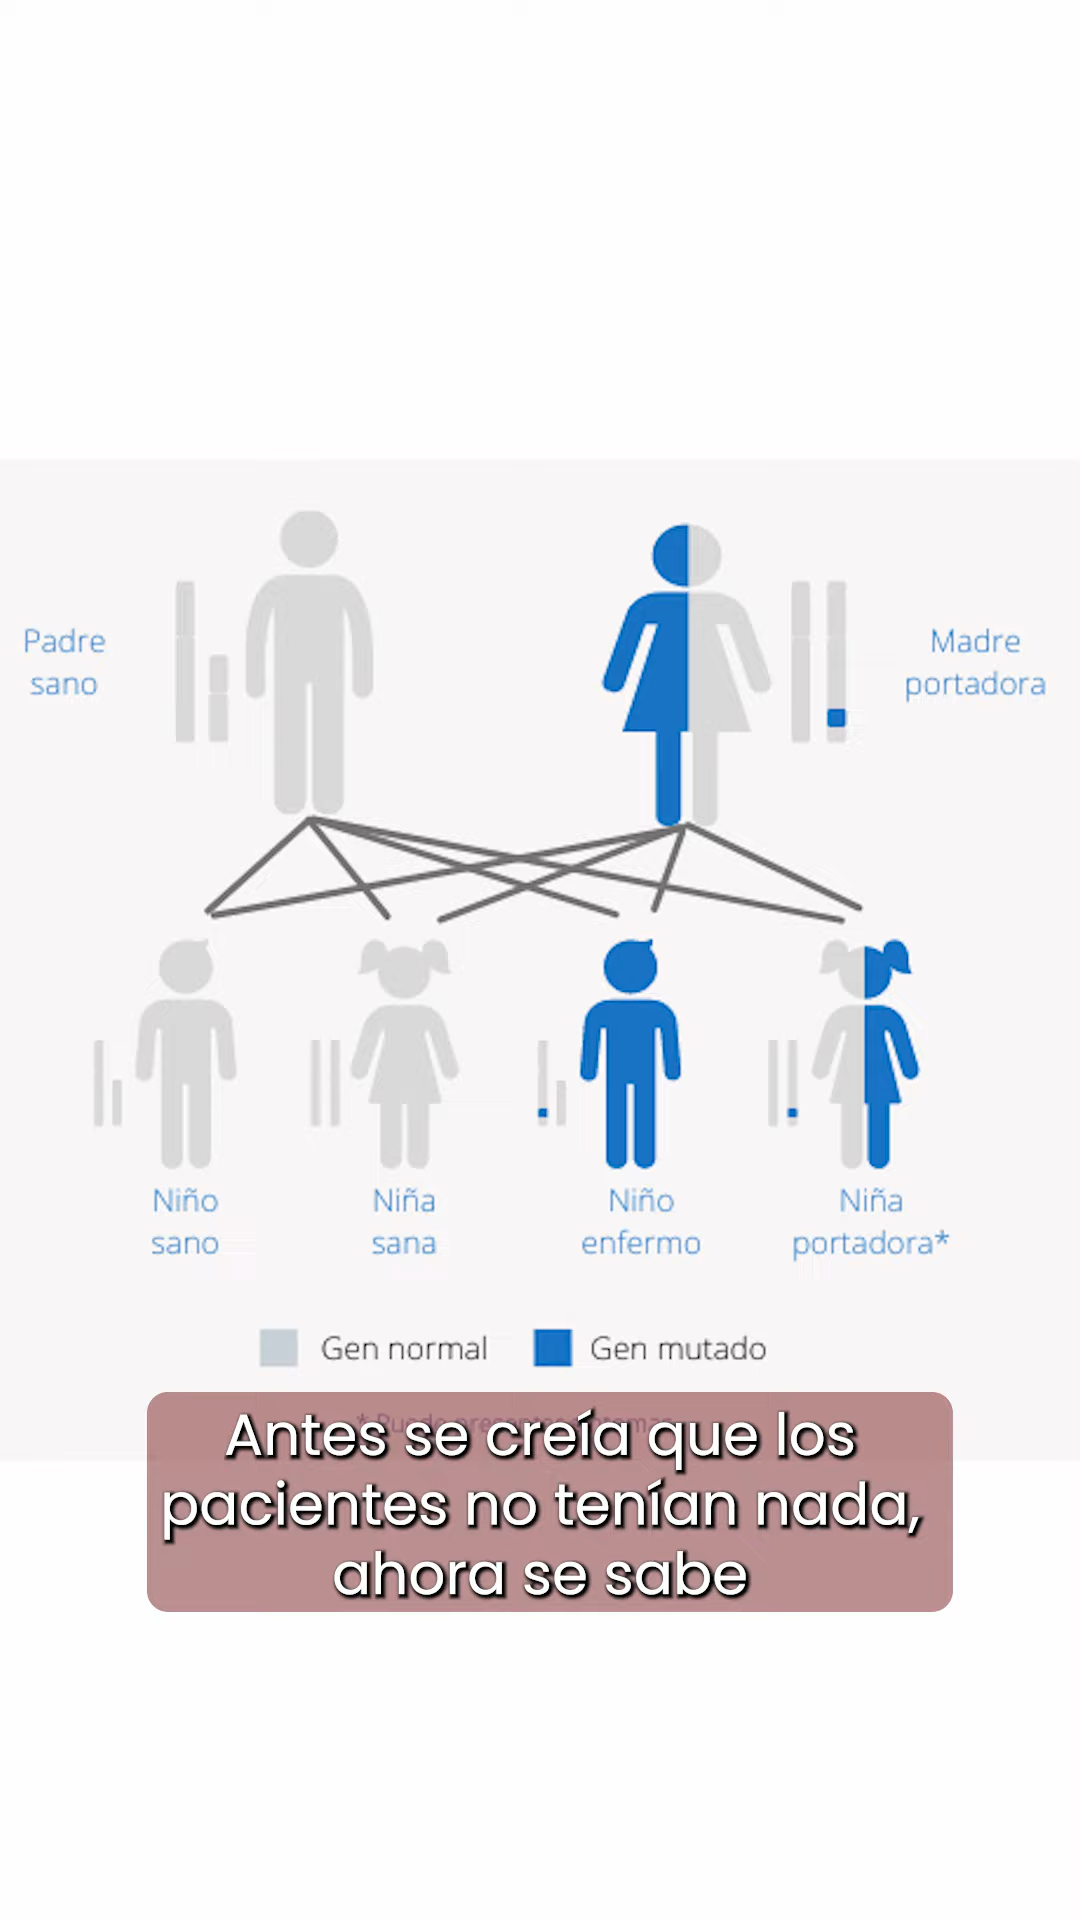 Padre
sano
Madre
portadora
Niño
sano
Niña
sana
Niño
enfermo
Niña
portadora*
Gen normal
Gen mutado
Antes se creía que los
pacientes no tenían nada,
ahora se sabe